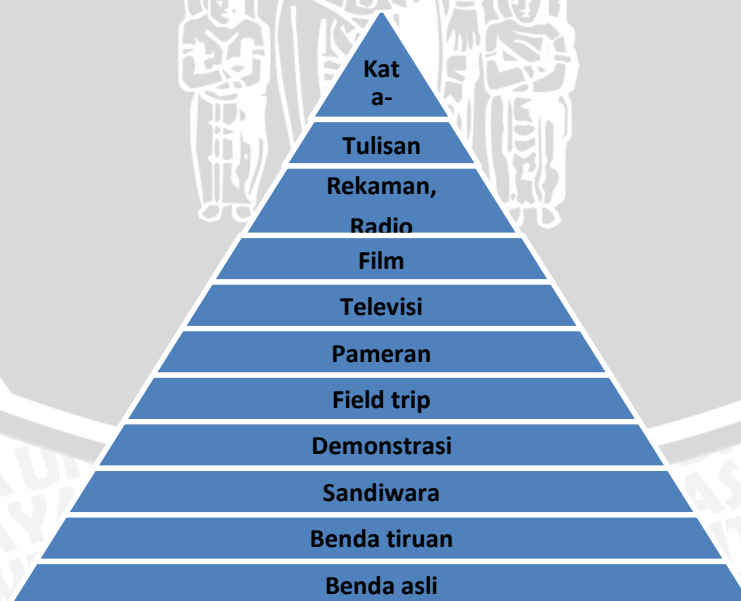 Kat
a-
Tulisan
Rekaman,
Radio
Film
Televisi
Pameran
Field trip
Demonstrasi
Sandiwara
Benda tiruan
Benda asli